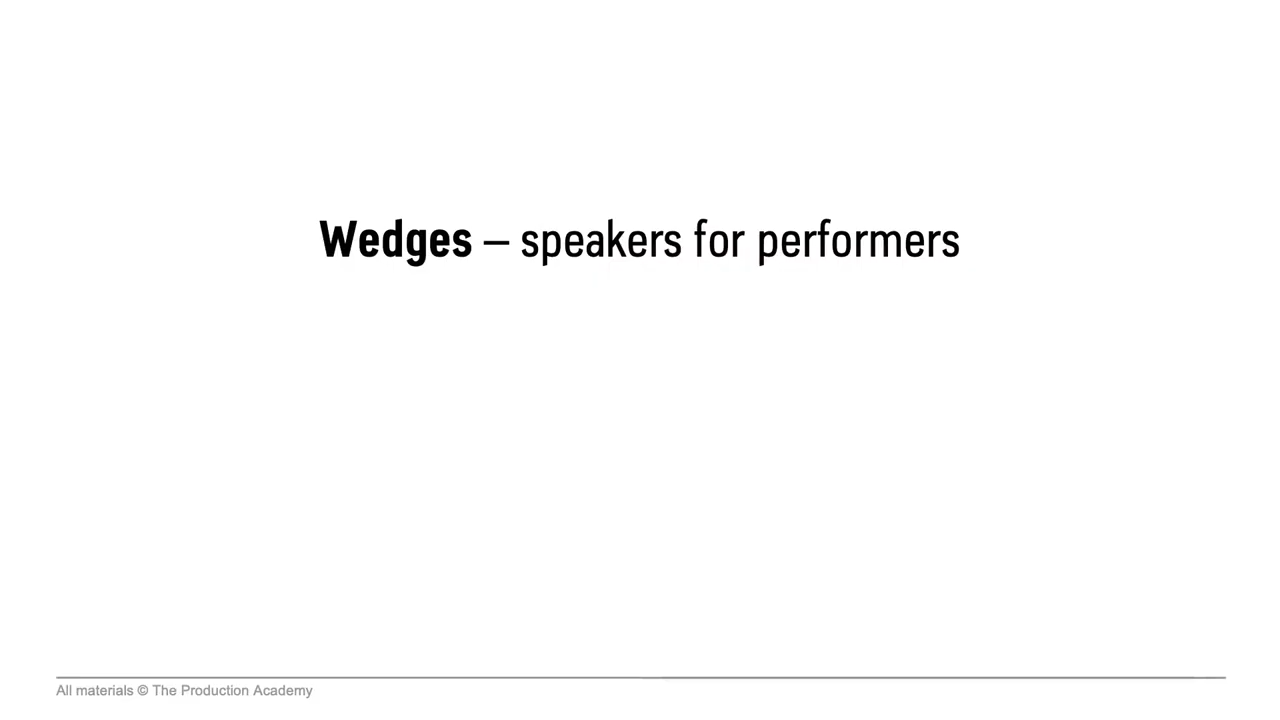 Wedges – speakers for performers
All materials © The Production Academy